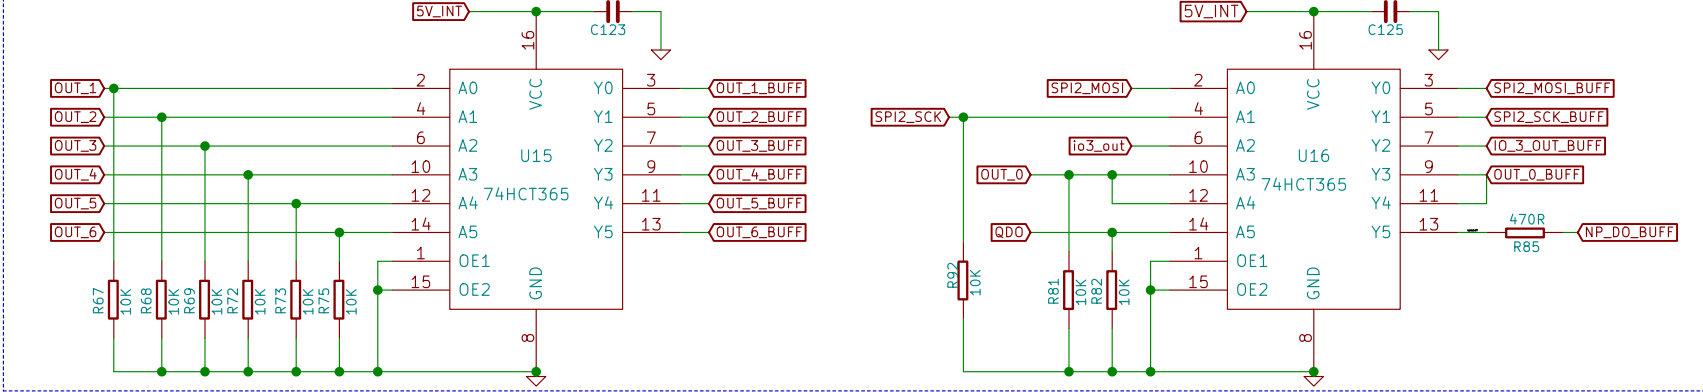 5V_INT
C123
16
OUT_1
2
A0
VCC
Y0
3
OUT_1_BUFF
OUT_2
4
A1
Y1
5
OUT_2_BUFF
OUT_3
6
A2
Y2
7
OUT_3_BUFF
U15
OUT_4
10
A3
Y3
9
OUT_4_BUFF
74HCT365
OUT_5
12
A4
Y4
11
OUT_5_BUFF
OUT_6
14
A5
Y5
13
OUT_6_BUFF
1
OE1
15
OE2
GND
8
R67
10K
R68
10K
R69
10K
R72
10K
R73
10K
R75
10K
5V_INT
C125
16
SPI2_MOSI
2
A0
VCC
Y0
3
SPI2_MOSI_BUFF
SPI2_SCK
4
A1
Y1
5
SPI2_SCK_BUFF
io3_out
6
A2
Y2
7
IO_3_OUT_BUFF
U16
OUT_0
10
A3
Y3
9
OUT_0_BUFF
74HCT365
12
A4
Y4
11
QDO
14
A5
Y5
13
470R
R85
NP_DO_BUFF
1
OE1
15
OE2
GND
8
R92
10K
R81
10K
R82
10K